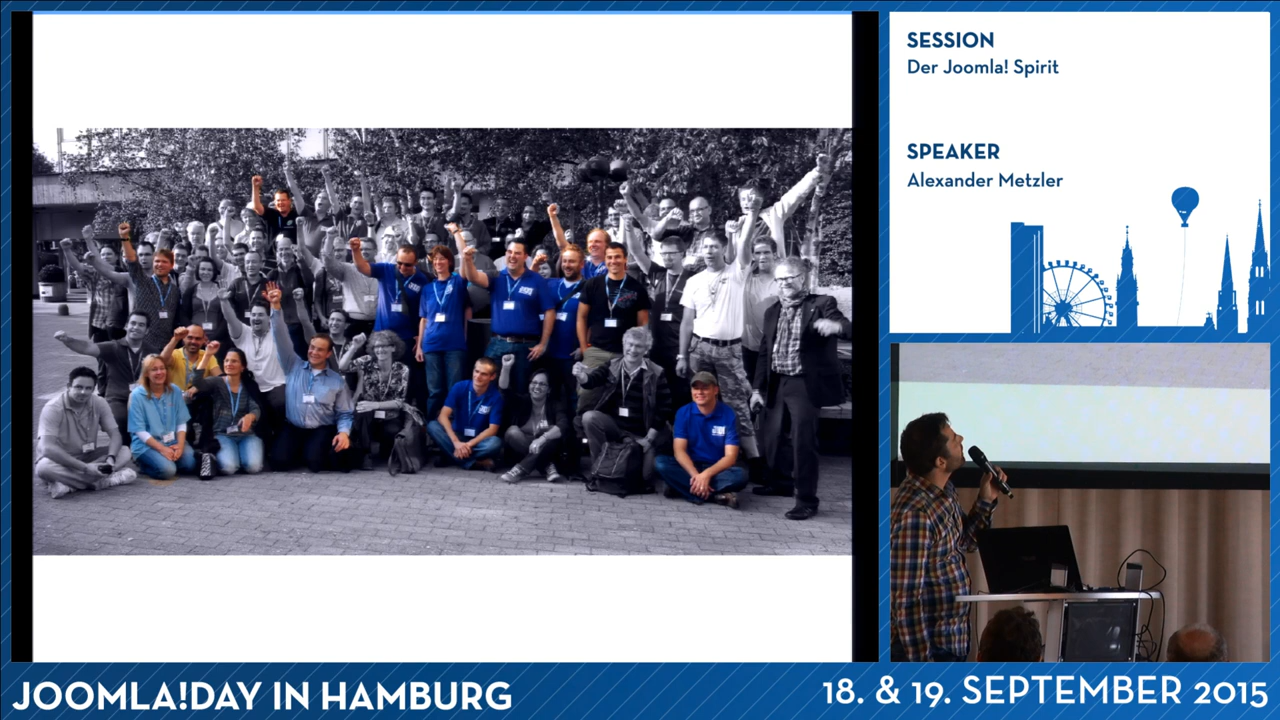 SESSION
Der Joomla! Spirit
SPEAKER
Alexander Metzler
JOOMLA!DAY IN HAMBURG
18. & 19. SEPTEMBER 2015